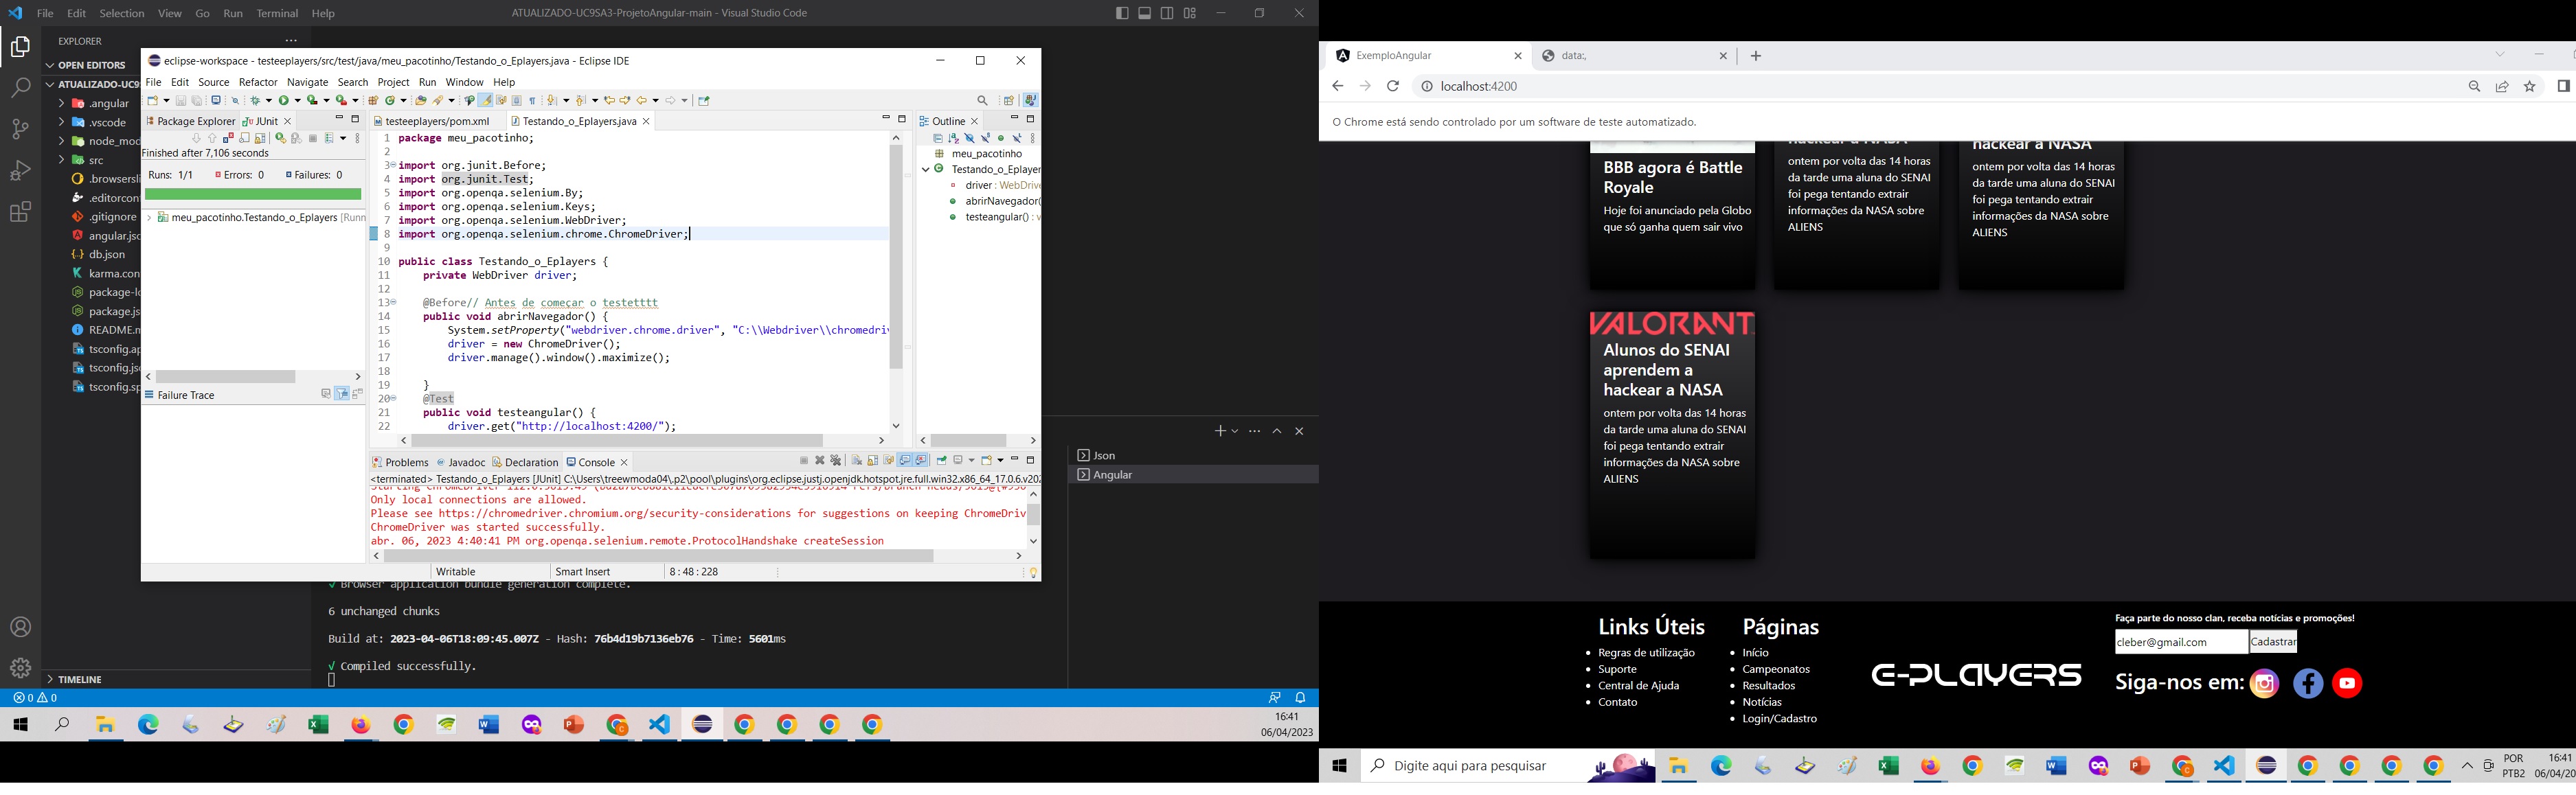 File Edit Selection View Go Run Terminal Help
ATUALIZADO-UC9SA3-ProjetoAngular-main - Visual Studio Code
EXPLORER
OPEN EDITORS
ATUALIZADO-UC9
.angular
.vscode
node_mod
src
.browsersli
.editorcon
.gitignore
angular.jsc
db.json
karma.con
package-lo
package.js
README.m
tsconfig.ap
tsconfig.jsc
tsconfig.sp
TIMELINE
eclipse-workspace - testeeplayers/src/test/java/meu_pacotinho/Testando_o_Eplayers.java - Eclipse IDE
File Edit Source Refactor Navigate Search Project Run Window Help
Package Explorer JUnit
Finished after 7,106 seconds
Runs: 1/1 Errors: 0 Failures: 0
meu_pacotinho.Testando_o_Eplayers [Runn
Failure Trace
testeeplayers/pom.xml Testando_o_Eplayers.java
1 package meu_pacotinho;
2
3 import org.junit.Before;
4 import org.junit.Test;
5 import org.openqa.selenium.By;
6 import org.openqa.selenium.Keys;
7 import org.openqa.selenium.WebDriver;
8 import org.openqa.selenium.chrome.ChromeDriver;
9
10 public class Testando_o_Eplayers {
11 private WebDriver driver;
12
13 @Before// Antes de começar o testetttt
14 public void abrirNavegador() {
15 System.setProperty("webdriver.chrome.driver", "C:\\Webdriver\\chromedriv
16 driver = new ChromeDriver();
17 driver.manage().window().maximize();
18
19 }
20 @Test
21 public void testeangular() {
22 driver.get("http://localhost:4200/");
Outline
meu_pacotinho
Testando_o_Eplayer
driver : WebDrive
abrirNavegador(
testeangular() : v
Problems Javadoc Declaration Console
<terminated> Testando_o_Eplayers [JUnit] C:\Users\treewmoda04\.p2\pool\plugins\org.eclipse.justj.openjdk.hotspot.jre.full.win32.x86_64_17.0.6.v202
Only local connections are allowed.
Please see https://chromedriver.chromium.org/security-considerations for suggestions on keeping ChromeDriv
ChromeDriver was started successfully.
abr. 06, 2023 4:40:41 PM org.openqa.selenium.remote.ProtocolHandshake createSession
Writable Smart Insert 8 : 48 : 228
Json
Angular
√ Browser application bundle generation complete.
6 unchanged chunks
Build at: 2023-04-06T18:09:45.007Z - Hash: 76b4d19b7136eb76 - Time: 5601ms
√ Compiled successfully.
0 0
16:41
06/04/2023
ExemploAngular data:,
localhost:4200
O Chrome está sendo controlado por um software de teste automatizado.
BBB agora é Battle
Royale
Hoje foi anunciado pela Globo
que só ganha quem sair vivo
hackear a NASA
ontem por volta das 14 horas
da tarde uma aluna do SENAI
foi pega tentando extrair
informações da NASA sobre
ALIENS
hackear a NASA
ontem por volta das 14 horas
da tarde uma aluna do SENAI
foi pega tentando extrair
informações da NASA sobre
ALIENS
VALORANT
Alunos do SENAI
aprendem a
hackear a NASA
ontem por volta das 14 horas
da tarde uma aluna do SENAI
foi pega tentando extrair
informações da NASA sobre
ALIENS
Links Úteis
Regras de utilização
Suporte
Central de Ajuda
Contato
Páginas
Início
Campeonatos
Resultados
Notícias
Login/Cadastro
E-PLAYERS
Faça parte do nosso clan, receba notícias e promoções!
cleber@gmail.com Cadastrar
Siga-nos em:
Digite aqui para pesquisar
POR
PTB2
16:41
06/04/20